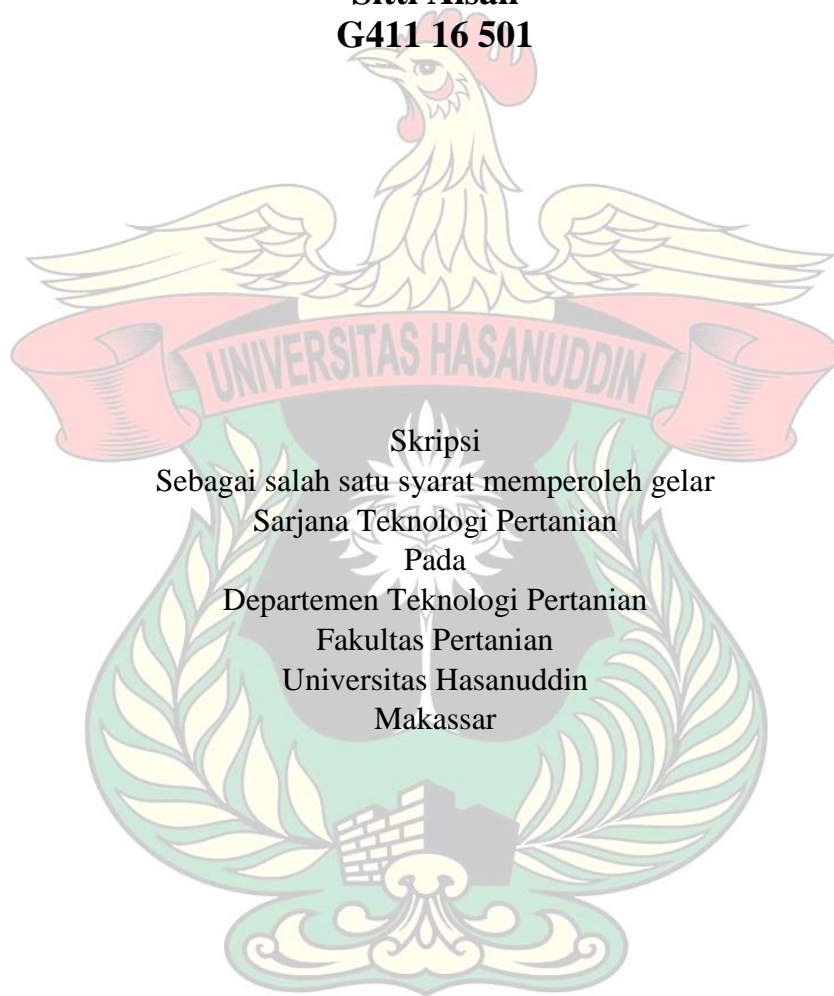 G411 16 501
UNIVERSITAS HASANUDDIN
Skripsi
Sebagai salah satu syarat memperoleh gelar
Sarjana Teknologi Pertanian
Pada
Departemen Teknologi Pertanian
Fakultas Pertanian
Universitas Hasanuddin
Makassar